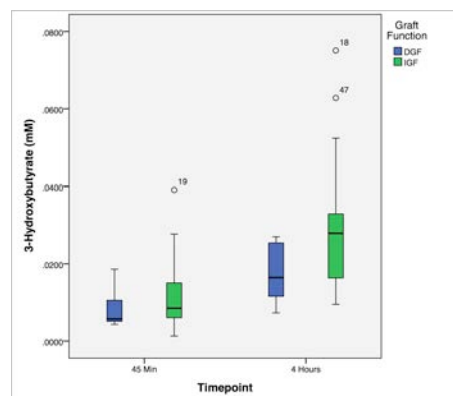 Graft
Function
DGF
IGF
.0800
.0600
.0400
.0200
.0000
3-Hydroxybutyrate (mM)
18
47
19
45 Min
4 Hours
Timepoint